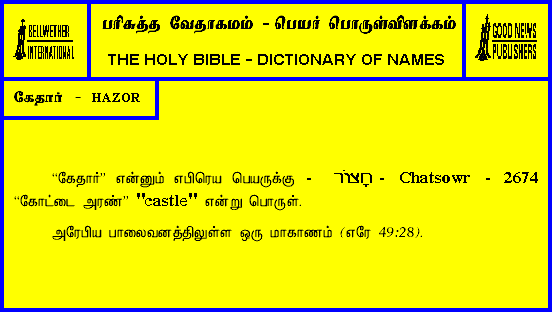 BELLWETHER
INTERNATIONAL
பரிசுத்த வேதாகமம் - பெயர் பொருள்விளக்கம்
THE HOLY BIBLE - DICTIONARY OF NAMES
GOOD NEWS
PUBLISHERS
கேதார் - HAZOR
“கேதார்” என்னும் எபிரெய பெயருக்கு - חָצוֹר - Chatsowr - 2674
“கோட்டை அரண்” "castle" என்று பொருள்.
அரேபிய பாலைவனத்திலுள்ள ஒரு மாகாணம் (எரே 49:28).